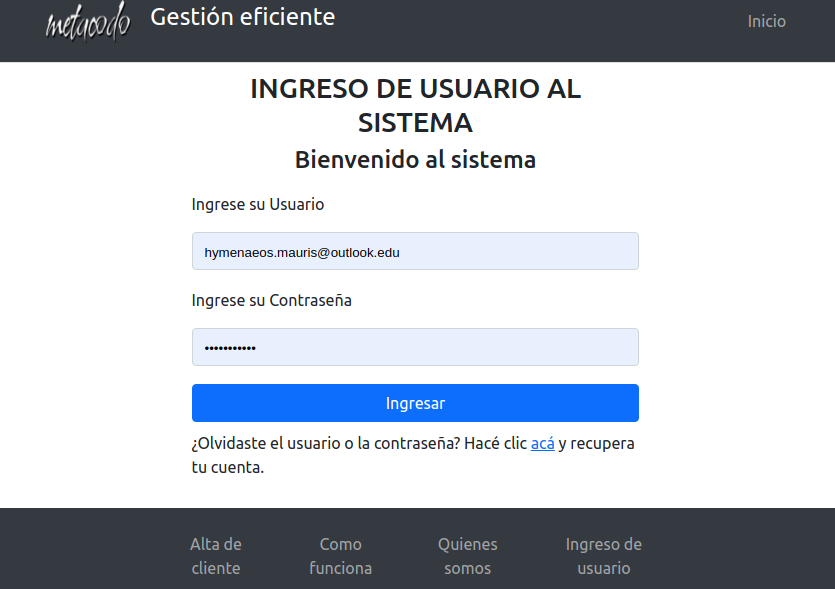 metacodo Gestión eficiente Inicio
INGRESO DE USUARIO AL
SISTEMA
Bienvenido al sistema
Ingrese su Usuario
hymenaeos.mauris@outlook.edu
Ingrese su Contraseña
•••••••••••
Ingresar
¿Olvidaste el usuario o la contraseña? Hacé clic acá y recupera
tu cuenta.
Alta de cliente
Como funciona
Quienes somos
Ingreso de usuario